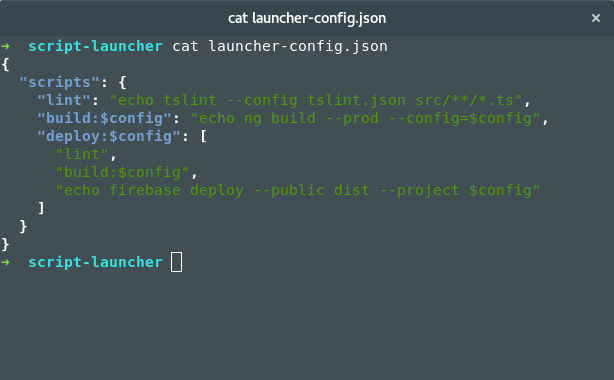 cat launcher-config.json
×
➜  script-launcher cat launcher-config.json
{
  "scripts": {
    "lint": "echo tslint --config tslint.json src/**/*.ts",
    "build:$config": "echo ng build --prod --config=$config",
    "deploy:$config": [
      "lint",
      "build:$config",
      "echo firebase deploy --public dist --project $config"
    ]
  }
}
➜  script-launcher